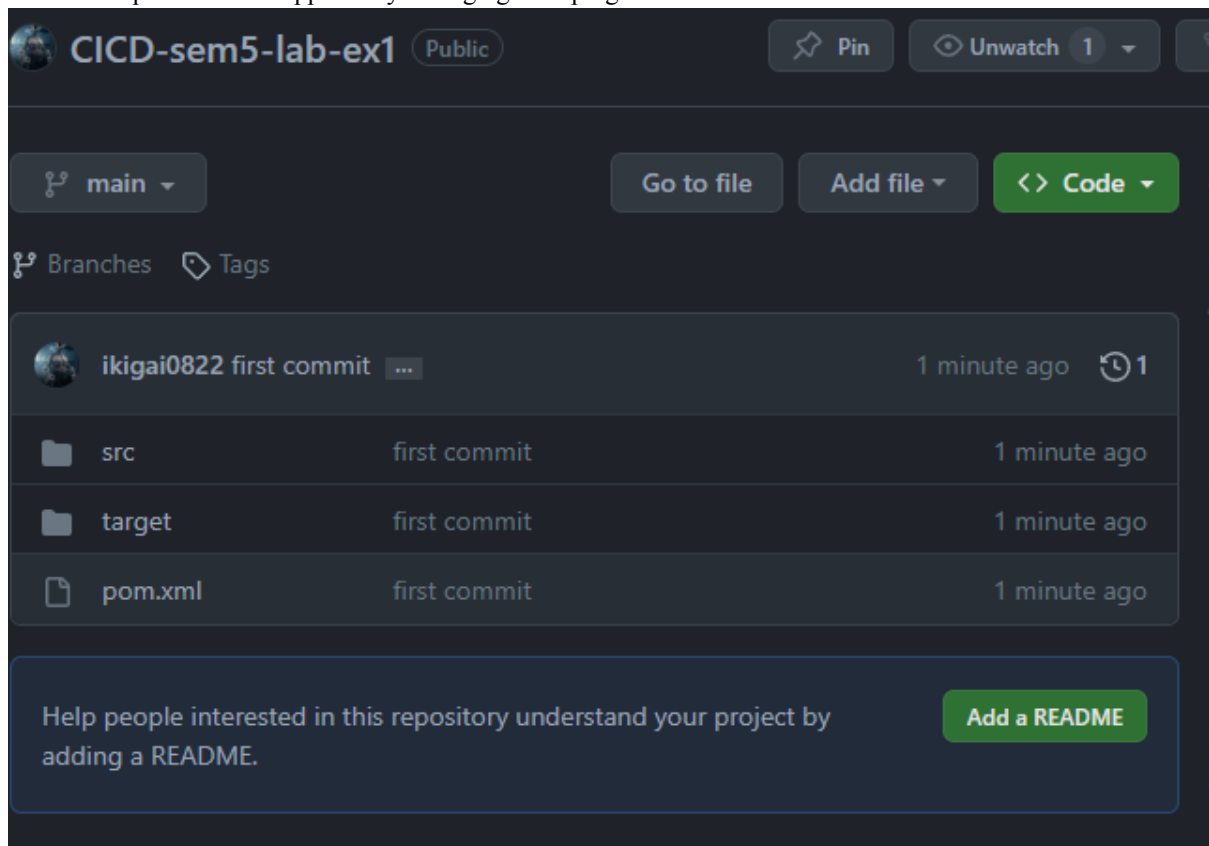 CICD-sem5-lab-ex1 Public Pin Unwatch 1
main Go to file Add file <> Code
Branches Tags
ikigai0822 first commit ... 1 minute ago 1
src first commit 1 minute ago
target first commit 1 minute ago
pom.xml first commit 1 minute ago
Help people interested in this repository understand your project by
adding a README.
Add a README